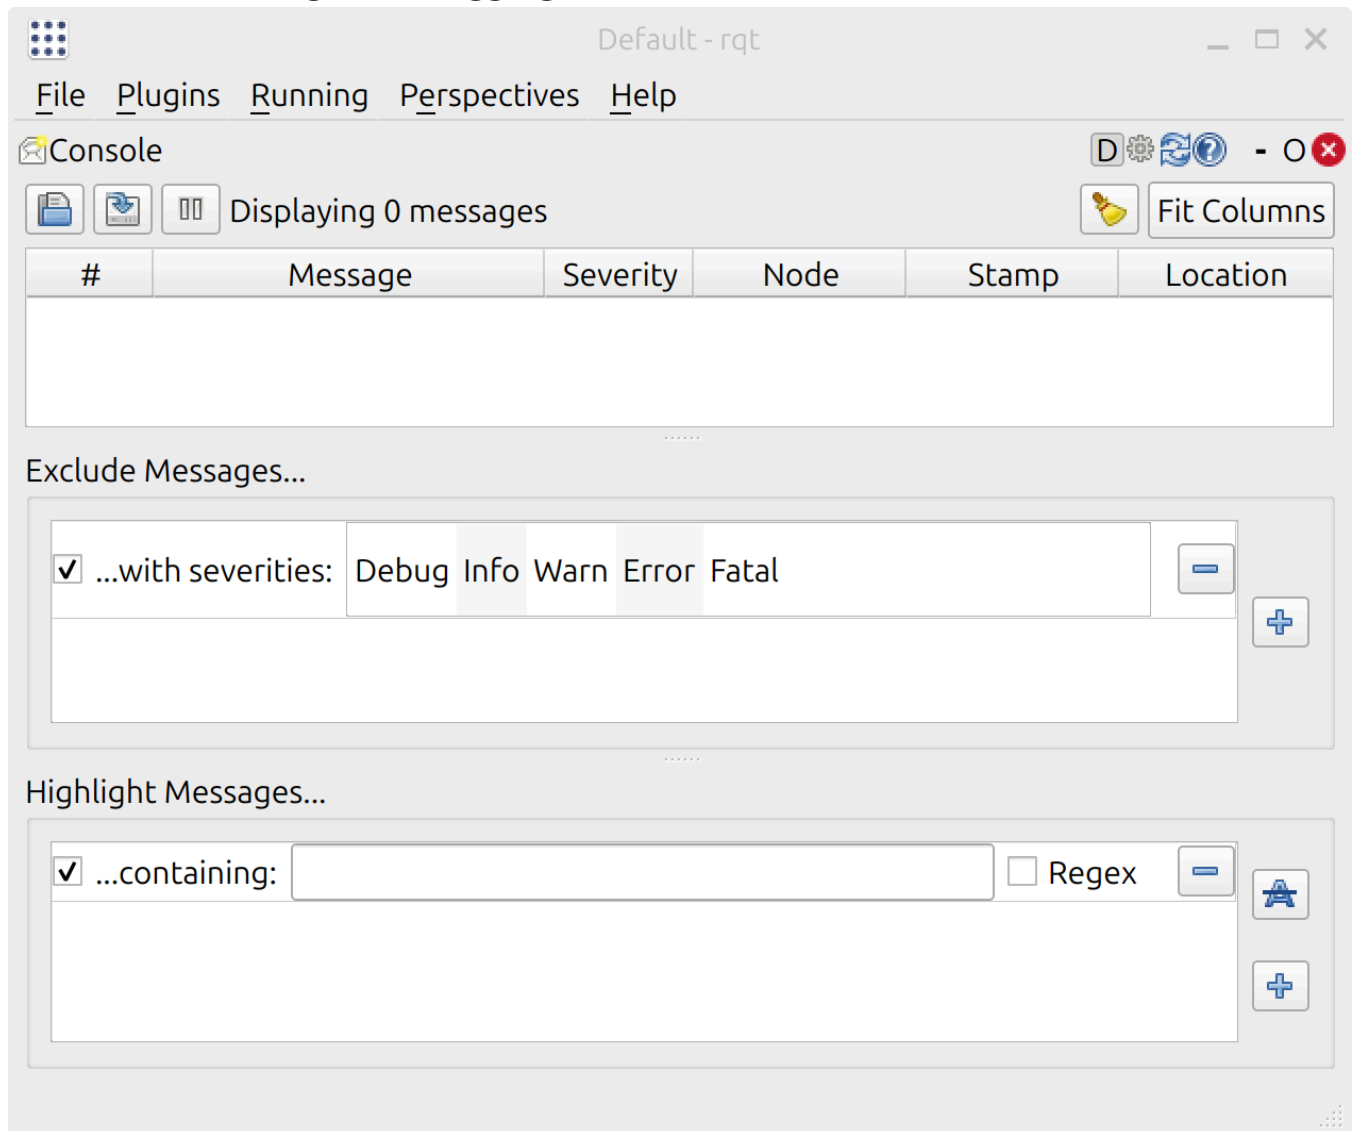 Default - rqt
File Plugins Running Perspectives Help
Console D - O
Displaying 0 messages Fit Columns
# Message Severity Node Stamp Location
Exclude Messages...
...with severities: Debug Info Warn Error Fatal
Highlight Messages...
...containing: Regex